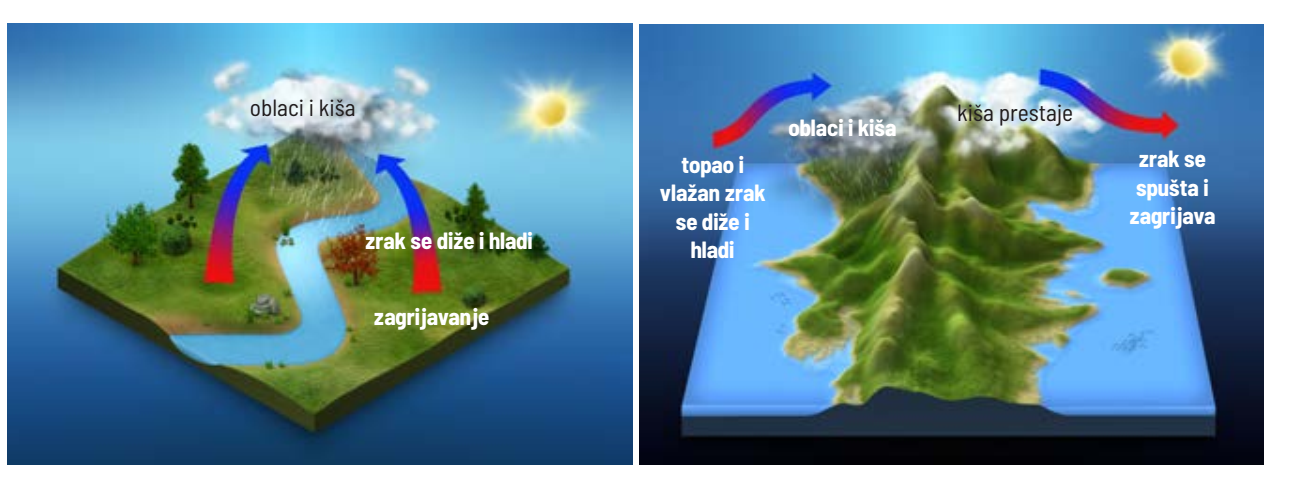 oblaci i kiša
zrak se diže i hladi
zagrijavanje
topao i
vlažan zrak
se diže i
hladi
oblaci i kiša
kiša prestaje
zrak se
spušta i
zagrijava